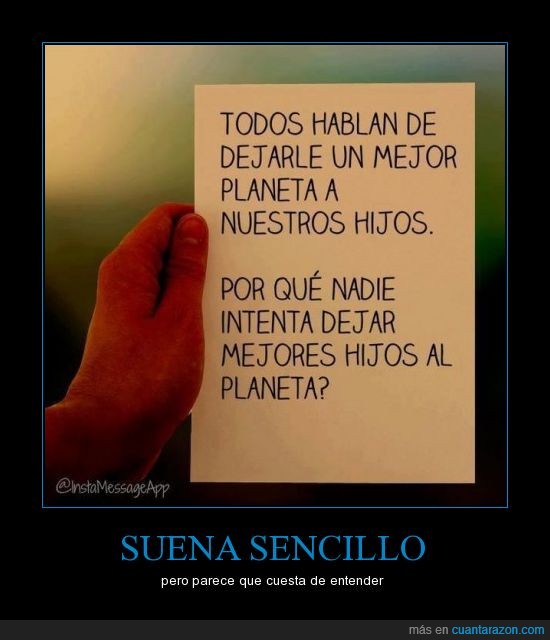 TODOS HABLAN DE
DEJARLE UN MEJOR
PLANETA A
NUESTROS HIJOS.
POR QUÉ NADIE
INTENTA DEJAR
MEJORES HIJOS AL
PLANETA?
@InstaMessageApp
SUENA SENCILLO
pero parece que cuesta de entender
más en cuantarazon.com